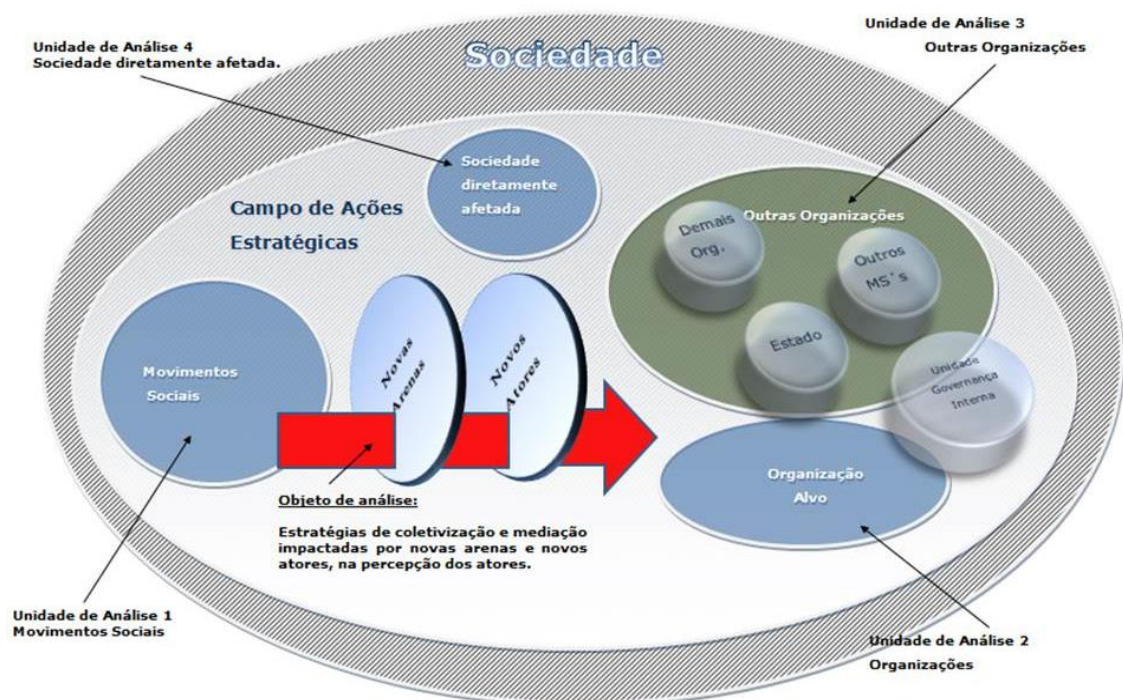 Unidade de Análise 4
Sociedade diretamente afetada.
Sociedade
Unidade de Análise 3
Outras Organizações
Sociedade
diretamente
afetada
Campo de Ações
Estratégicas
Outras Organizações
Demais
Org.
Outros
MS´s
Estado
Unidade
Governança
Interna
Movimentos
Sociais
Novas
Arenas
Novos
Atores
Organização
Alvo
Objeto de análise:
Estratégias de coletivização e mediação
impactadas por novas arenas e novos
atores, na percepção dos atores.
Unidade de Análise 1
Movimentos Sociais
Unidade de Análise 2
Organizações